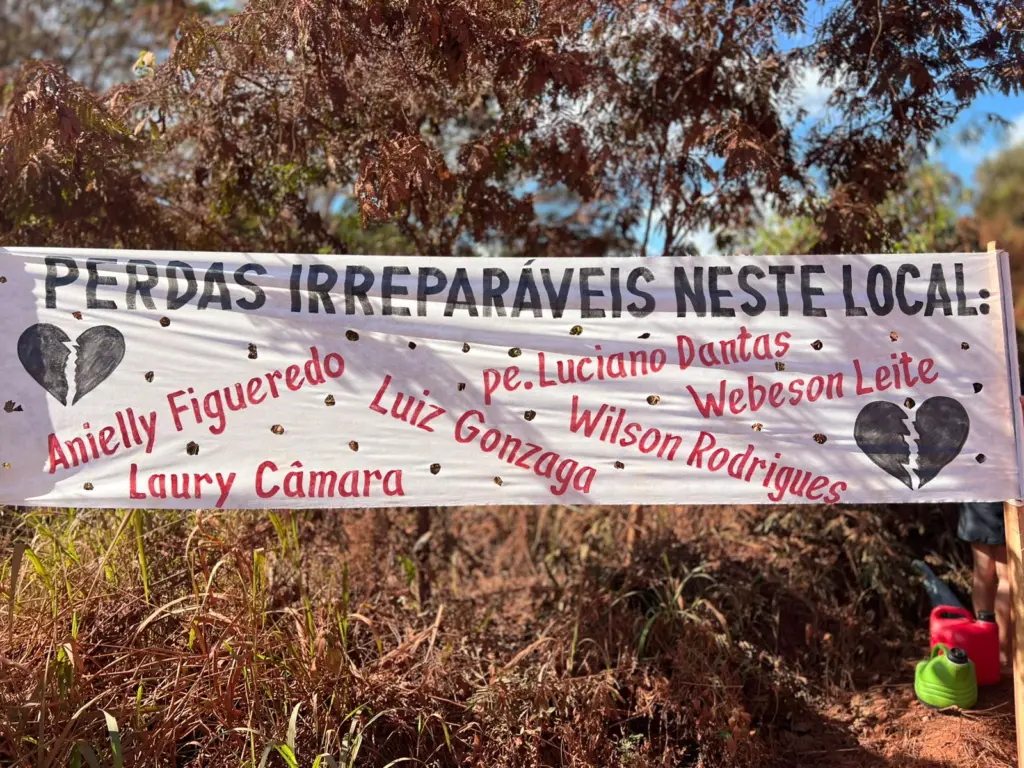 PERDAS IRREPARÁVEIS NESTE LOCAL:
Anielly Figueredo
Laury Câmara
Luiz Gonzaga
pe. Luciano Dantas
Wilson Rodrigues
Webeson Leite